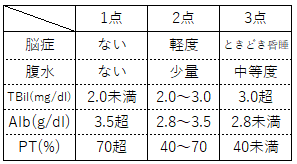 1点 2点 3点
脳症 ない 軽度 ときどき昏睡
腹水 ない 少量 中等度
TBil(mg/dl) 2.0未満 2.0～3.0 3.0超
Alb(g/dl) 3.5超 2.8～3.5 2.8未満
PT(%) 70超 40～70 40未満